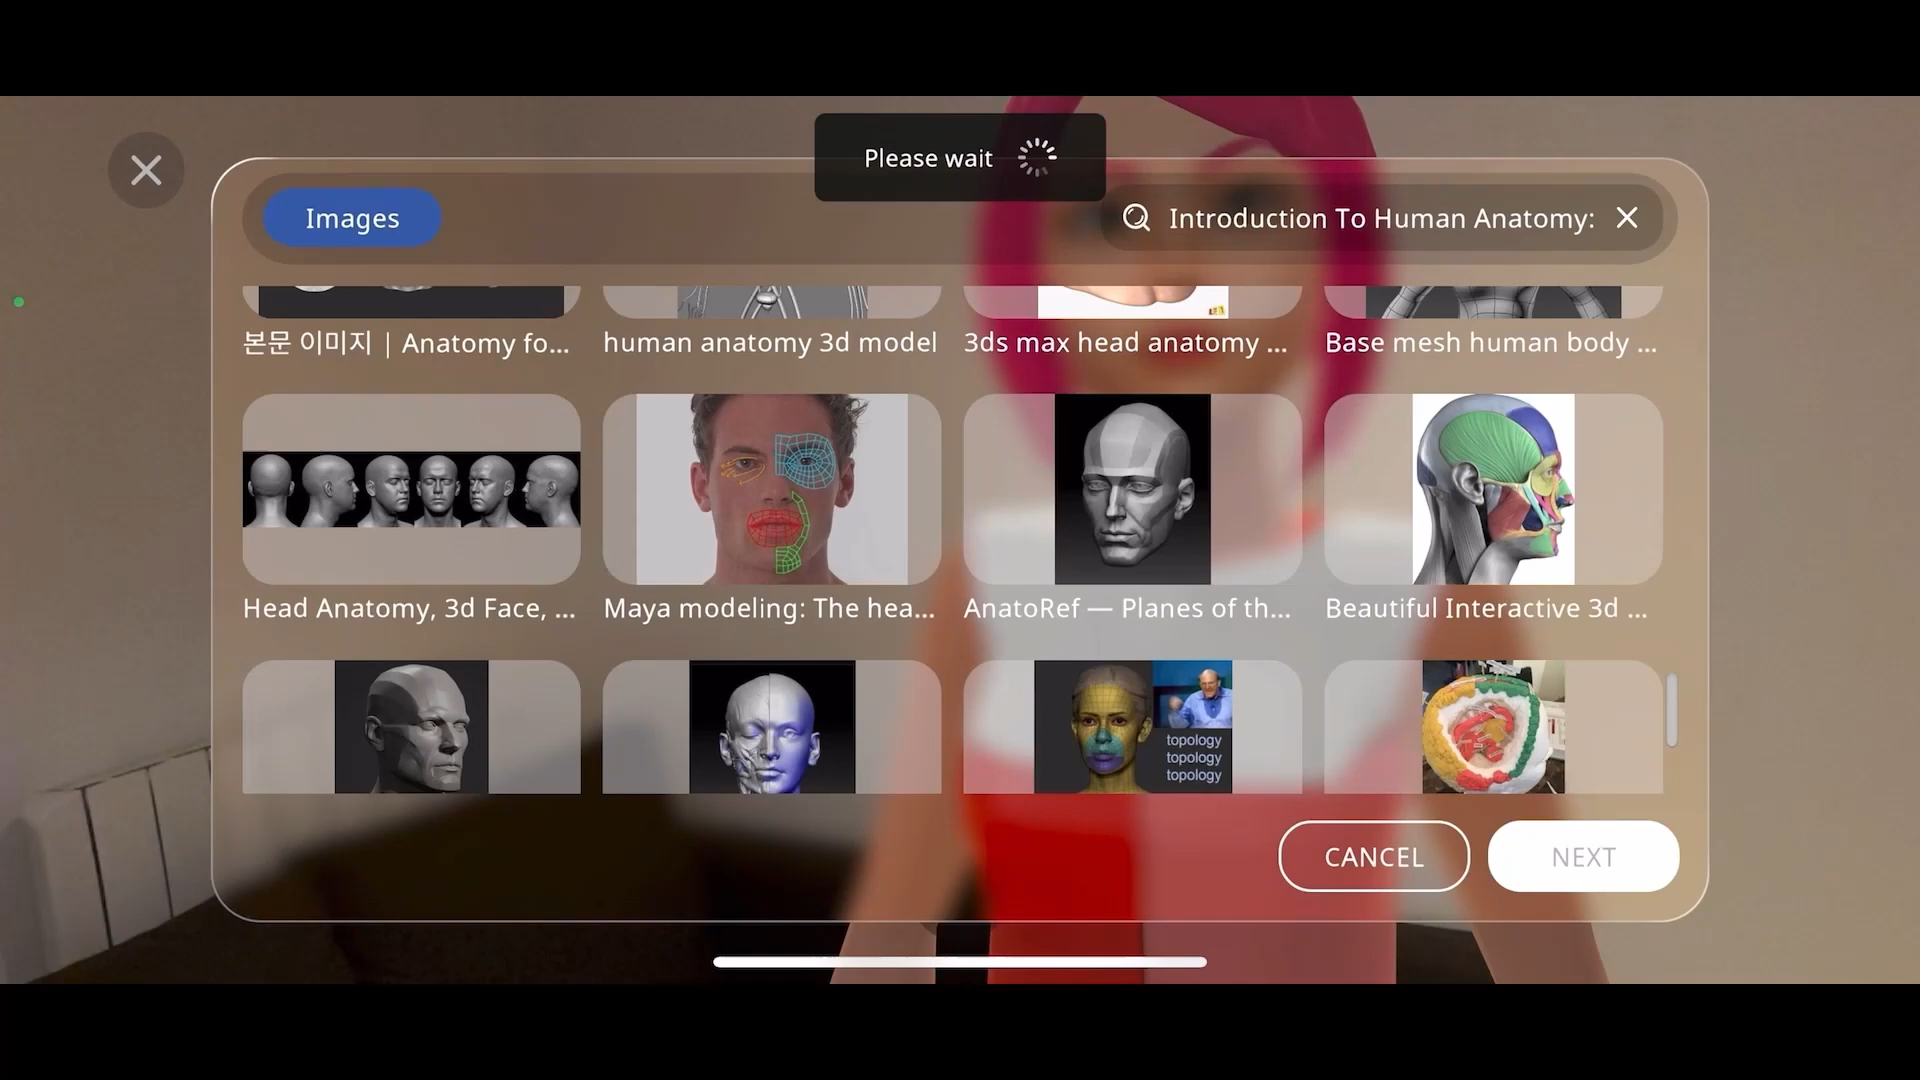 Please wait
Images
Introduction To Human Anatomy:
본문 이미지 | Anatomy fo...
human anatomy 3d model
3ds max head anatomy ...
Base mesh human body ...
Head Anatomy, 3d Face, ...
Maya modeling: The hea...
AnatoRef — Planes of th...
Beautiful Interactive 3d ...
topology
topology
topology
CANCEL
NEXT